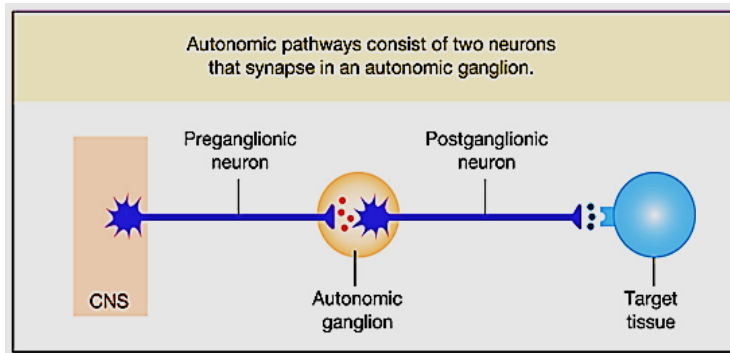 Autonomic pathways consist of two neurons
that synapse in an autonomic ganglion.
Preganglionic
neuron
Postganglionic
neuron
CNS
Autonomic
ganglion
Target
tissue